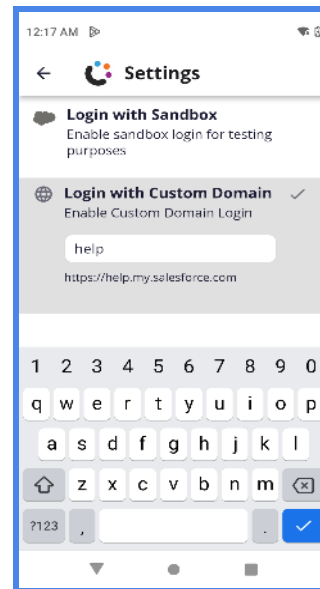 12:17 AM
Settings
Login with Sandbox
Enable sandbox login for testing
purposes
Login with Custom Domain
Enable Custom Domain Login
help
https://help.my.salesforce.com
1 2 3 4 5 6 7 8 9 0
q w e r t y u i o p
a s d f g h j k l
z x c v b n m
?123 , .